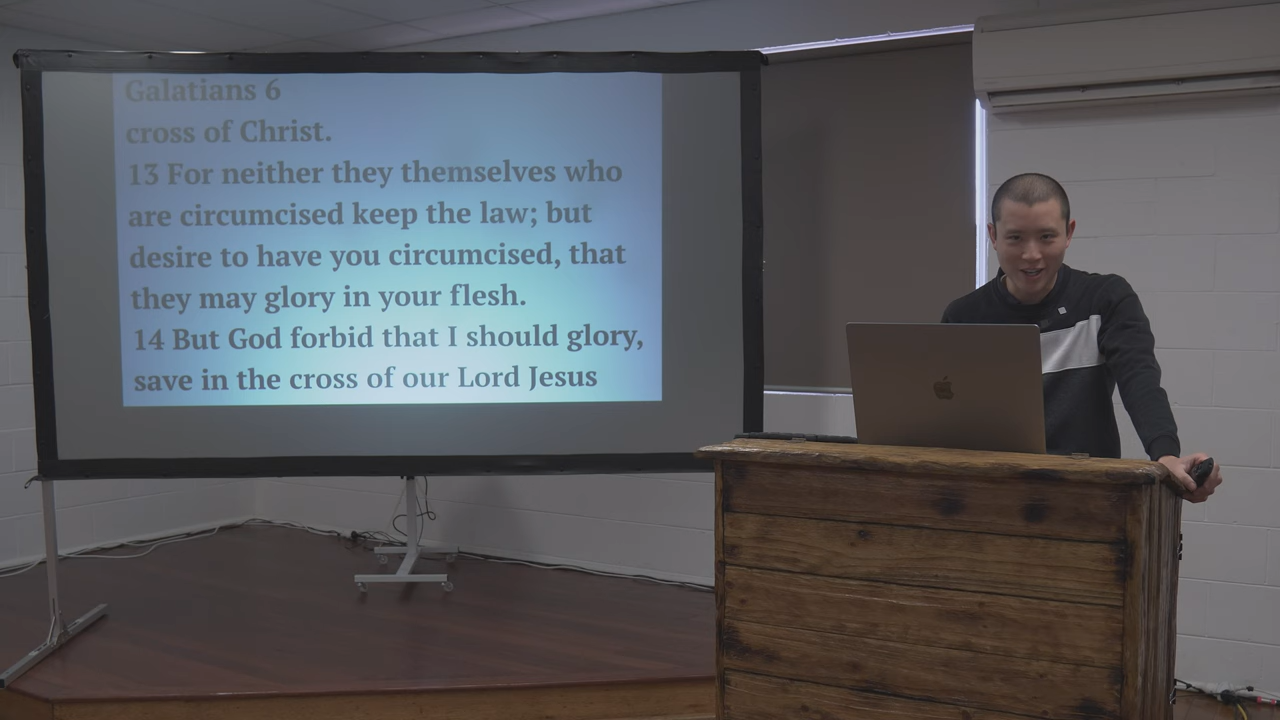 Galatians 6
cross of Christ.
13 For neither they themselves who
are circumcised keep the law; but
desire to have you circumcised, that
they may glory in your flesh.
14 But God forbid that I should glory,
save in the cross of our Lord Jesus